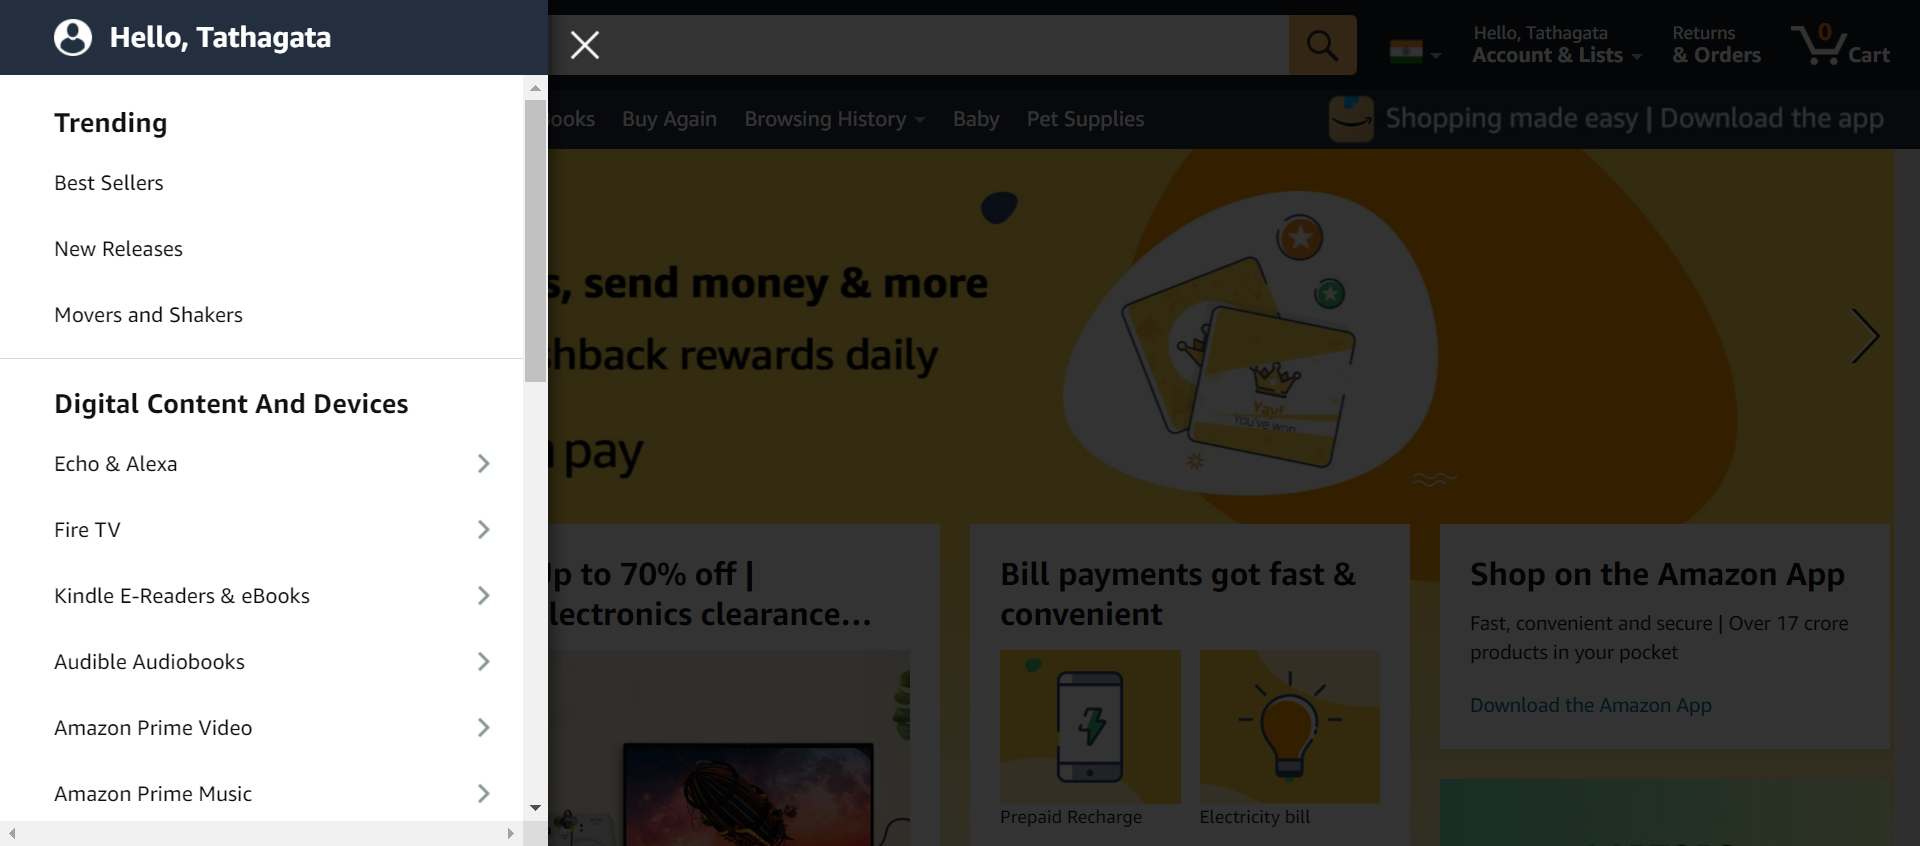 Hello, Tathagata
Trending
Best Sellers
New Releases
Movers and Shakers
Digital Content And Devices
Echo & Alexa
Fire TV
Kindle E-Readers & eBooks
Audible Audiobooks
Amazon Prime Video
Amazon Prime Music
Hello, Tathagata
Account & Lists
Returns
& Orders
0
Cart
ooks
Buy Again
Browsing History
Baby
Pet Supplies
Shopping made easy | Download the app
s, send money & more
hback rewards daily
pay
Yay!
You've won
Up to 70% off |
lectronics clearance...
Bill payments got fast &
convenient
Prepaid Recharge
Electricity bill
Shop on the Amazon App
Fast, convenient and secure | Over 17 crore
products in your pocket
Download the Amazon App